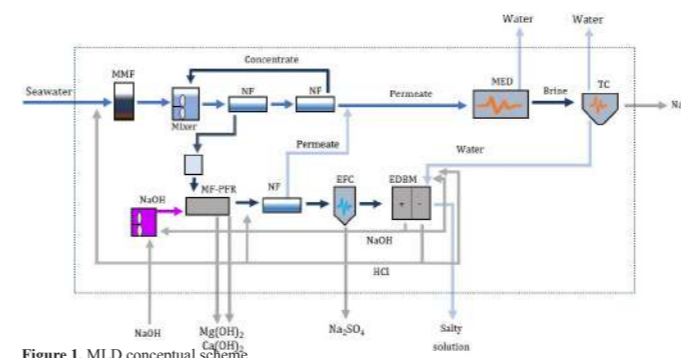 Water
Water
Concentrate
MMF
NF
NF
MED
TC
Seawater
Permeate
Brine
Na
Mixer
Permeate
Water
MF-PFR
NF
EFC
EDBM
NaOH
+
-
NaOH
HCl
NaOH
Mg(OH)₂
Ca(OH)₂
Na₂SO₄
Salty
solution
Figure 1. MLD conceptual scheme